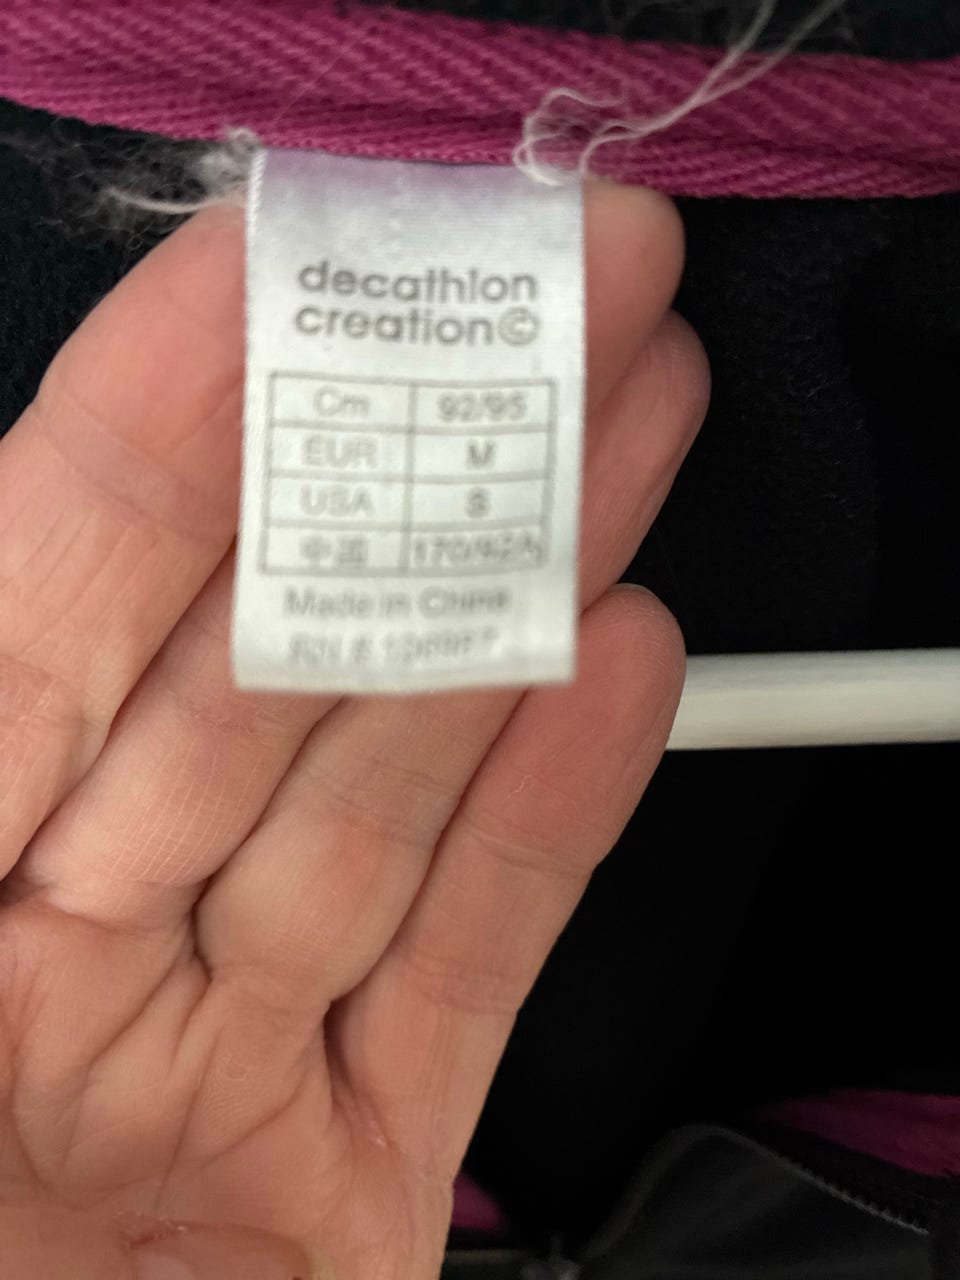 decathlon
creation©
Cm 92/95
EUR M
USA S
中国 170/92A
Made in China